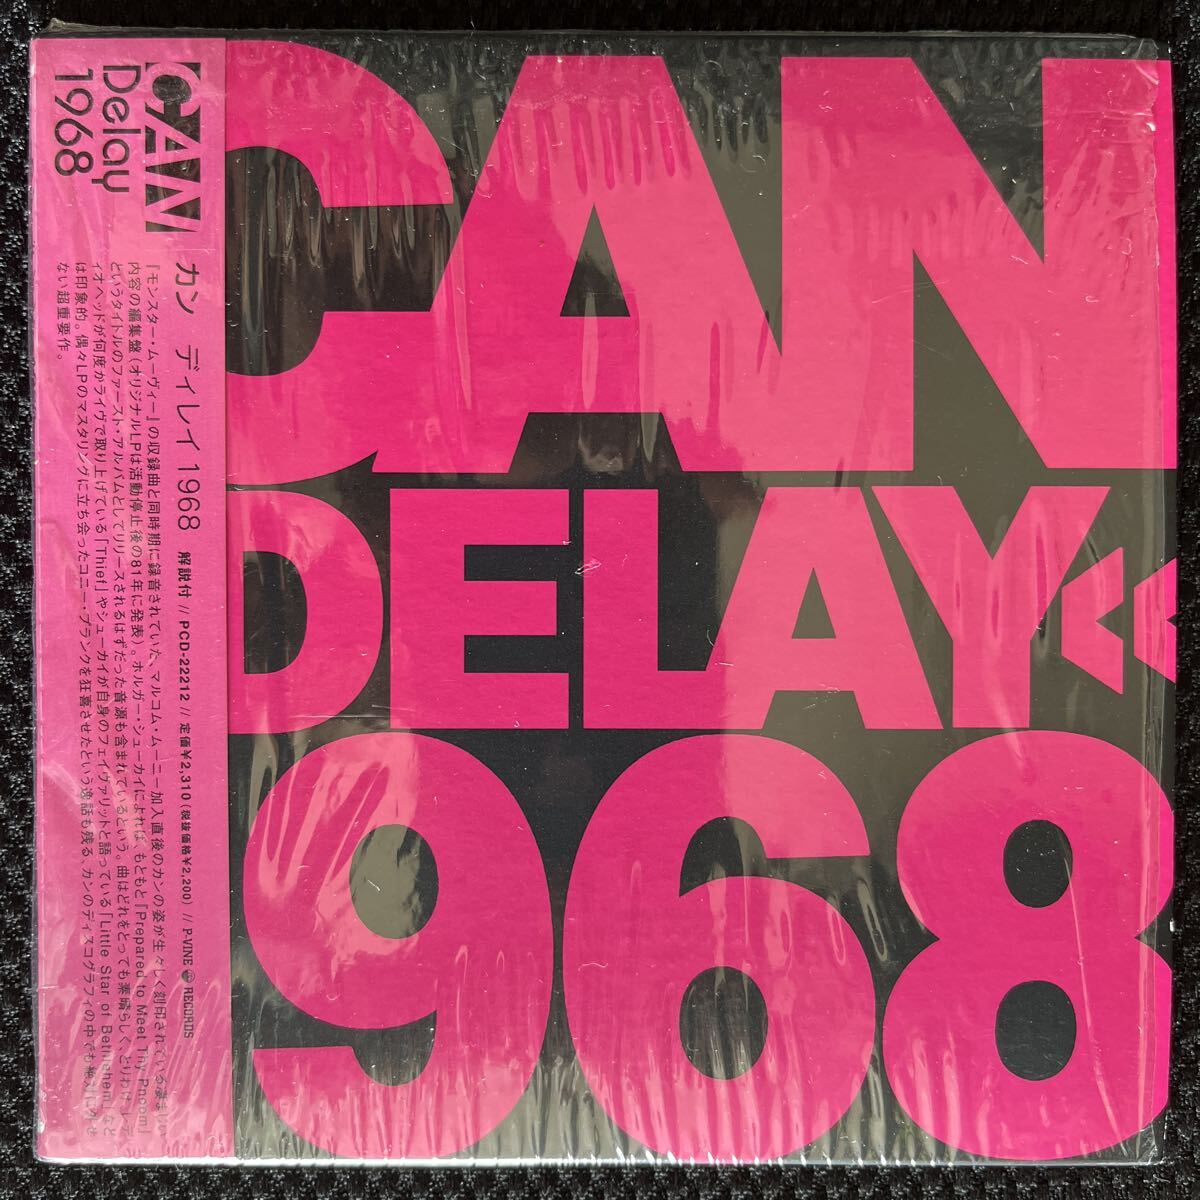 CAN
Delay
1968
カン ディレイ 1968 解説付 // PCD-22212 // 定価¥2,310 (税抜価格¥2,200) // P-VINE RECORDS
『モンスター・ムーヴィー』の収録曲と同時期に録音されていた、マルコム・ムーニー加入直後のカンの姿が生々しく刻印されている凄まじい
内容の編集盤(オリジナルLPは活動停止後の81年に発表)。ホルガー・シューカイによれば、もともと「Prepared to Meet Thy Pnoom」
というタイトルのファースト・アルバムとしてリリースされるはずだった音源も含まれているという。曲はどれをとっても素晴らしく、とりわけレデ
ィオヘッドが何度かライヴで取り上げている「Thief」やシューカイが自身のフェイヴァリットと語っている「Little Star of Bethlehem」など
は印象的。偶々LPのマスタリングに立ち会ったコニー・プランクを狂喜させたという逸話も残る、カンのディスコグラフィの中でも絶対に外せ
ない超重要作。
CAN
DELAY
968